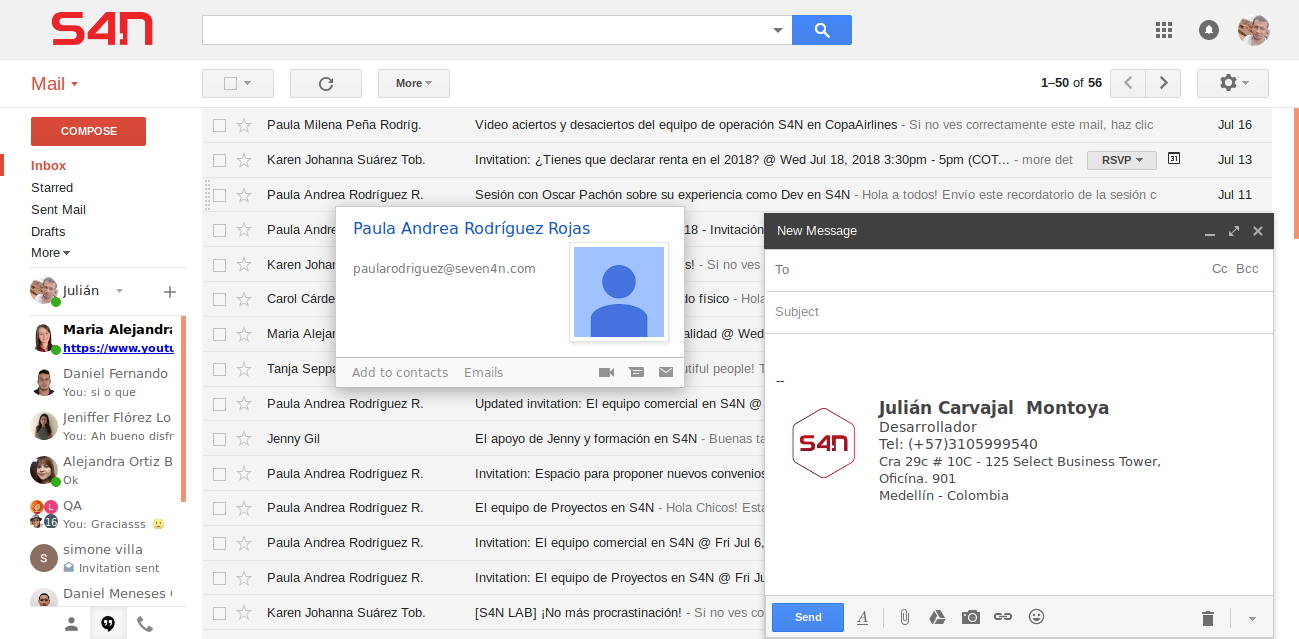 S4N
Mail
More
1–50 of 56
COMPOSE
Inbox
Starred
Sent Mail
Drafts
More
Julián
Maria Alejandra
https://www.youtu
Daniel Fernando
You: si o que
Jeniffer Flórez Lo
You: Ah bueno disfr
Alejandra Ortiz B
Ok
QA
L
16
You: Graciasss
simone villa
S
Invitation sent
Daniel Meneses
Paula Milena Peña Rodríg. Video aciertos y desaciertos del equipo de operación S4N en CopaAirlines - Si no ves correctamente este mail, haz clic Jul 16
Karen Johanna Suárez Tob. Invitation: ¿Tienes que declarar renta en el 2018? @ Wed Jul 18, 2018 3:30pm - 5pm (COT... - more det RSVP 31 Jul 13
Paula Andrea Rodríguez R. Sesión con Oscar Pachón sobre su experiencia como Dev en S4N - Hola a todos! Envío este recordatorio de la sesión c Jul 11
Paula Andre 18 - Invitación
Karen Johar s! - Si no ves
Carol Cárde do físico - Hola
Maria Alejar alidad @ Wed
Tanja Seppa utiful people! T
Paula Andrea Rodríguez R. Updated invitation: El equipo comercial en S4N @
Jenny Gil El apoyo de Jenny y formación en S4N - Buenas ta
Paula Andrea Rodríguez R. Invitation: Espacio para proponer nuevos convenios
Paula Andrea Rodríguez R. El equipo de Proyectos en S4N - Hola Chicos! Esta
Paula Andrea Rodríguez R. Invitation: El equipo comercial en S4N @ Fri Jul 6,
Paula Andrea Rodríguez R. Invitation: El equipo de Proyectos en S4N @ Fri Ju
Karen Johanna Suárez Tob. [S4N LAB] ¡No más procrastinación! - Si no ves co
Paula Andrea Rodríguez Rojas
paularodriguez@seven4n.com
Add to contacts Emails
New Message
To Cc Bcc
Subject
--
S4N
Julián Carvajal Montoya
Desarrollador
Tel: (+57)3105999540
Cra 29c # 10C - 125 Select Business Tower,
Oficína. 901
Medellín - Colombia
Send A